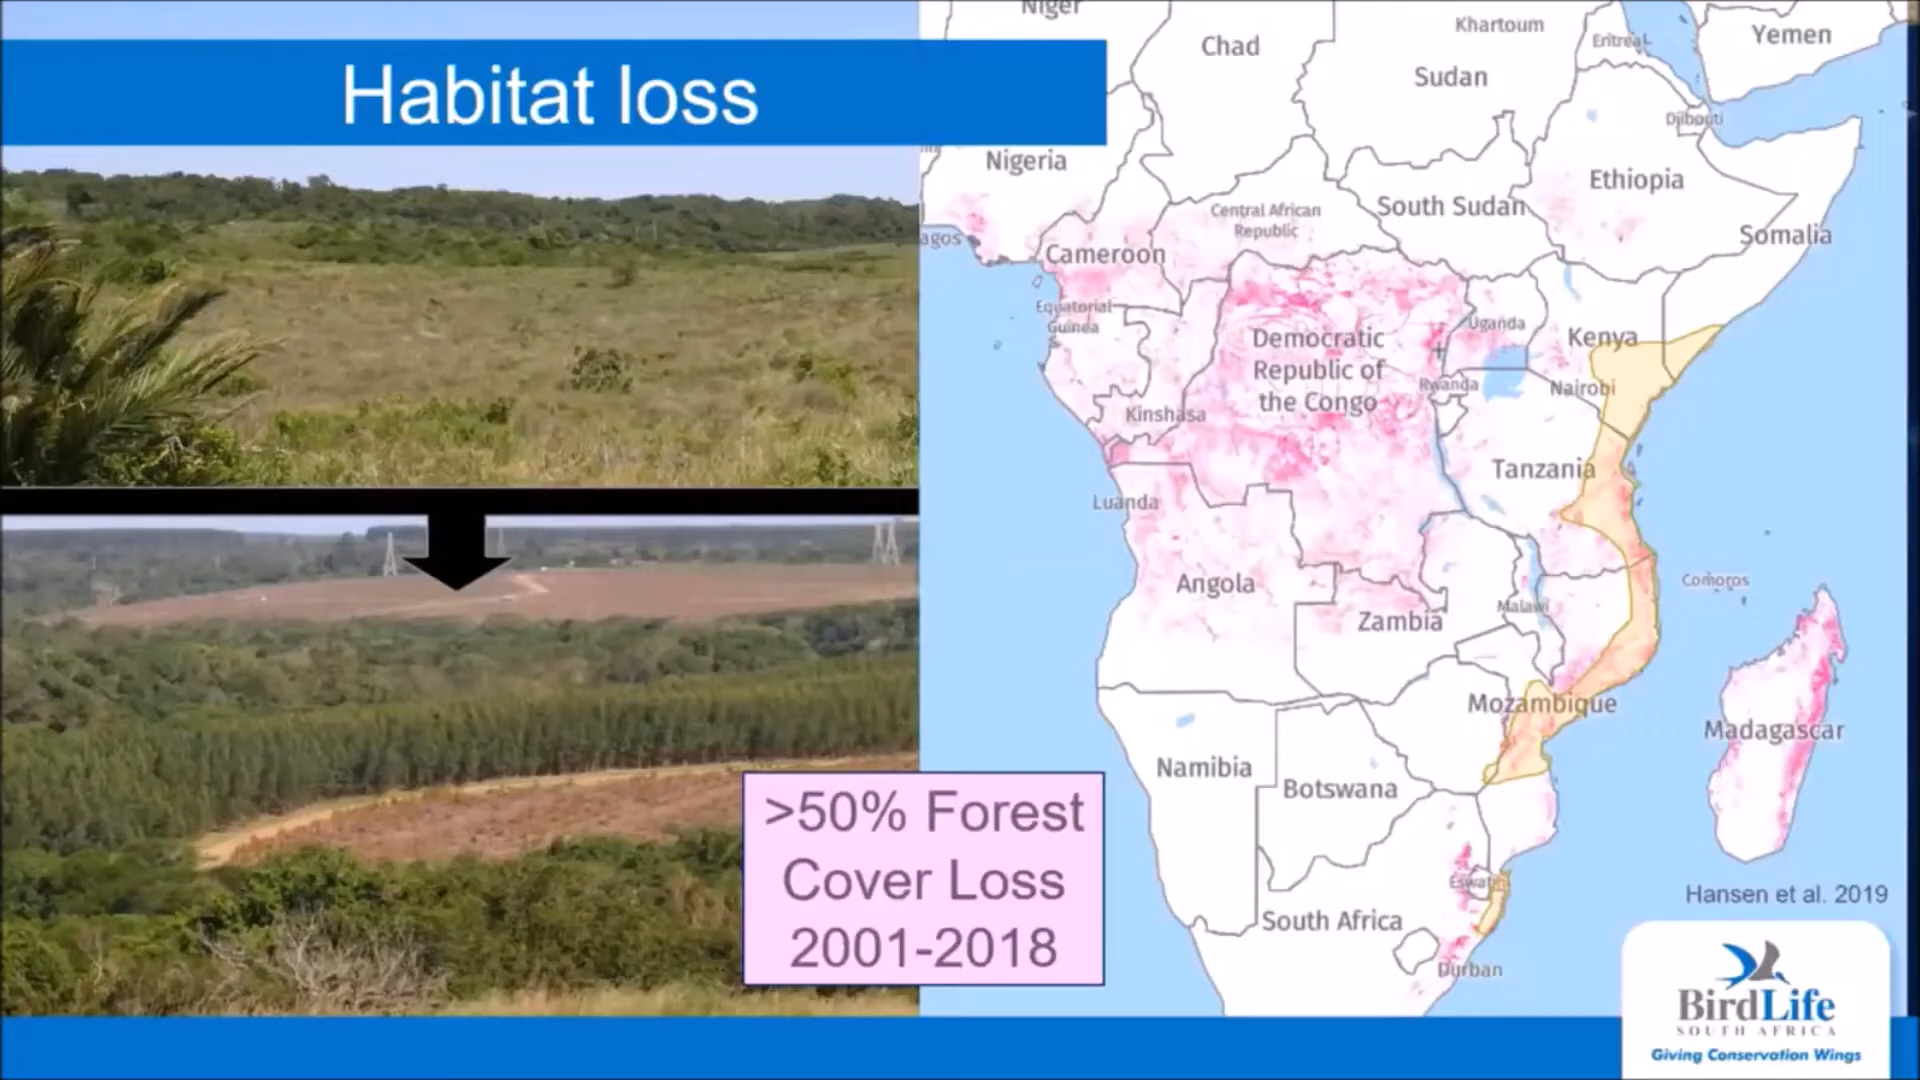 Habitat loss
>50% Forest
Cover Loss
2001-2018
Niger
Chad
Khartoum
Sudan
Eritrea
Yemen
Djibouti
Nigeria
Ethiopia
Central African
Republic
South Sudan
Somalia
agos
Cameroon
Equatorial
Guinea
Democratic
Republic of
the Congo
Uganda
Kenya
Rwanda
Nairobi
Kinshasa
Tanzania
Luanda
Angola
Comoros
Malawi
Zambia
Mozambique
Madagascar
Namibia
Botswana
Eswatin
South Africa
Durban
Hansen et al. 2019
BirdLife
SOUTH AFRICA
Giving Conservation Wings